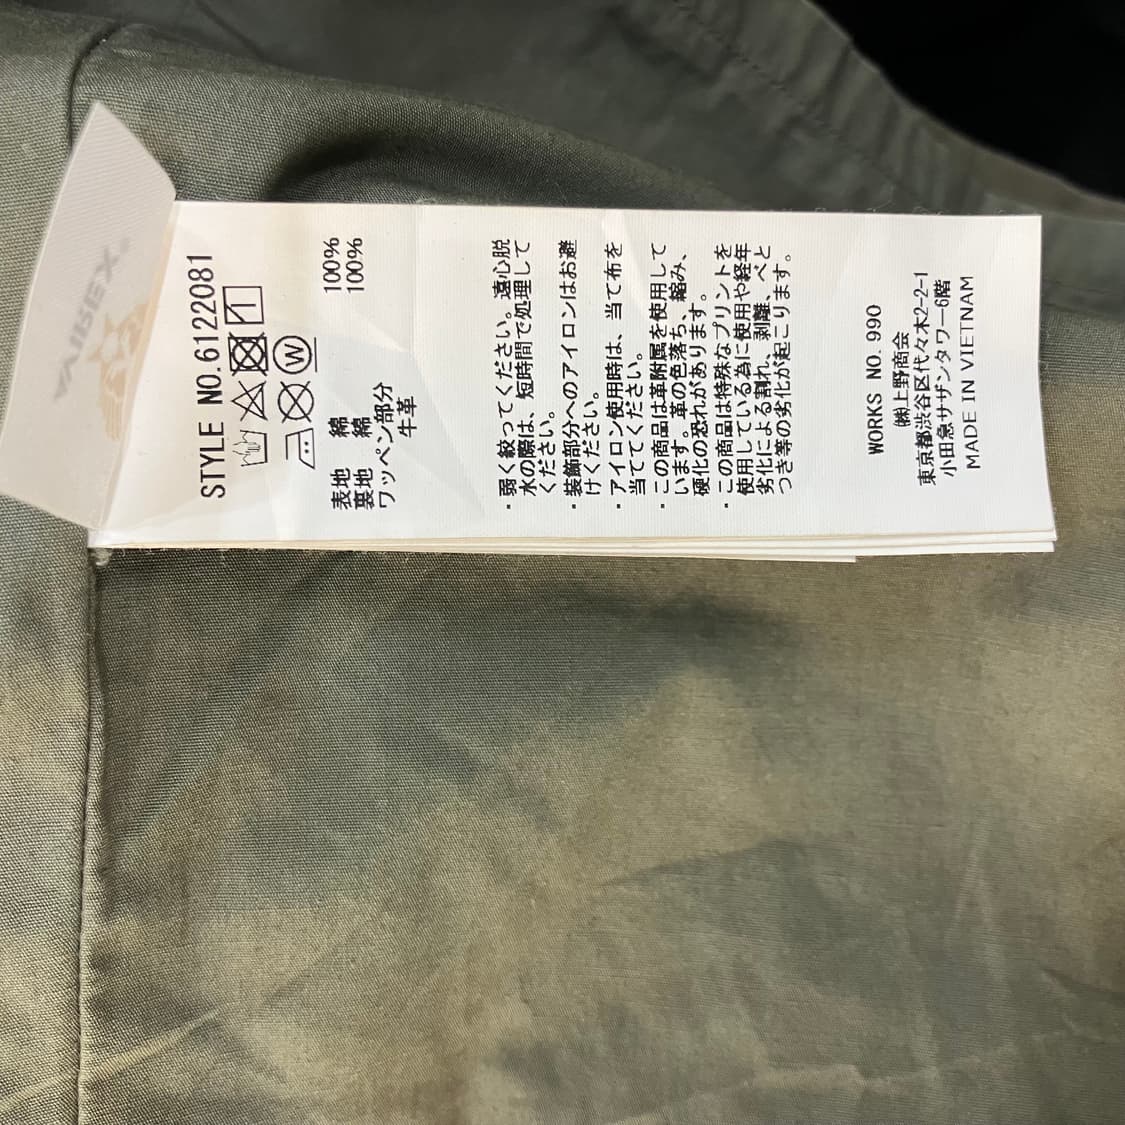 AVIREX
STYLE NO.6122081
W
表地 綿 100%
裏地 綿 100%
ワッペン部分
牛革
・弱く絞ってください。遠心脱
水の際は、短時間で処理して
ください。
・装飾部分へのアイロンはお避
けください。
・アイロン使用時は、当て布を
当ててください。
・この商品は革附属を使用して
います。革の色落ち、縮み、
硬化の恐れがあります。
・この商品は特殊なプリントを
使用している為に使用や経年
劣化による割れ、剥離、べと
つき等の劣化が起こります。
WORKS NO. 990
㈱上野商会
東京都渋谷区代々木2-2-1
小田急サザンタワー6階
MADE IN VIETNAM